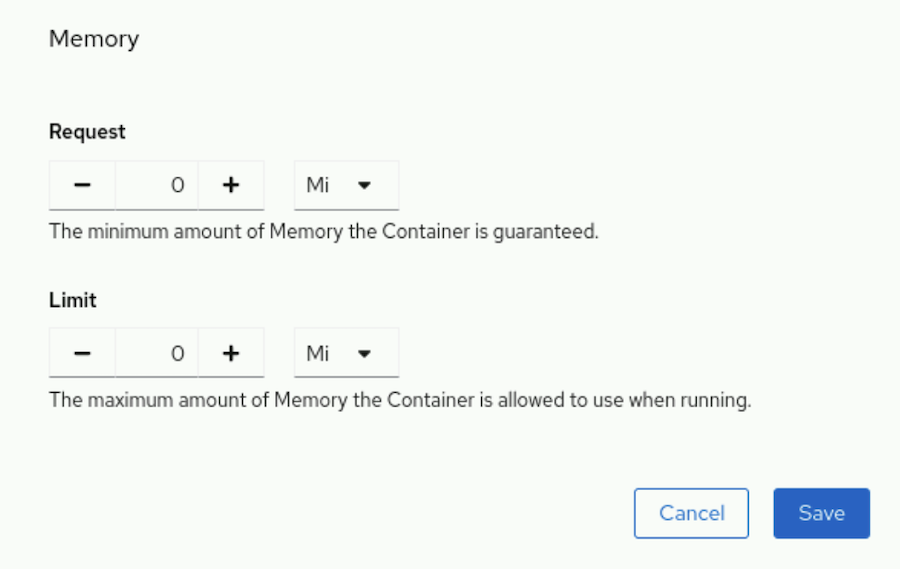 Memory
Request
− 0 + Mi
The minimum amount of Memory the Container is guaranteed.
Limit
− 0 + Mi
The maximum amount of Memory the Container is allowed to use when running.
Cancel Save